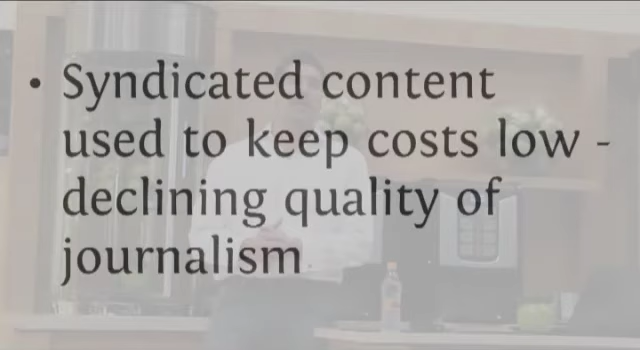 • Syndicated content
used to keep costs low -
declining quality of
journalism